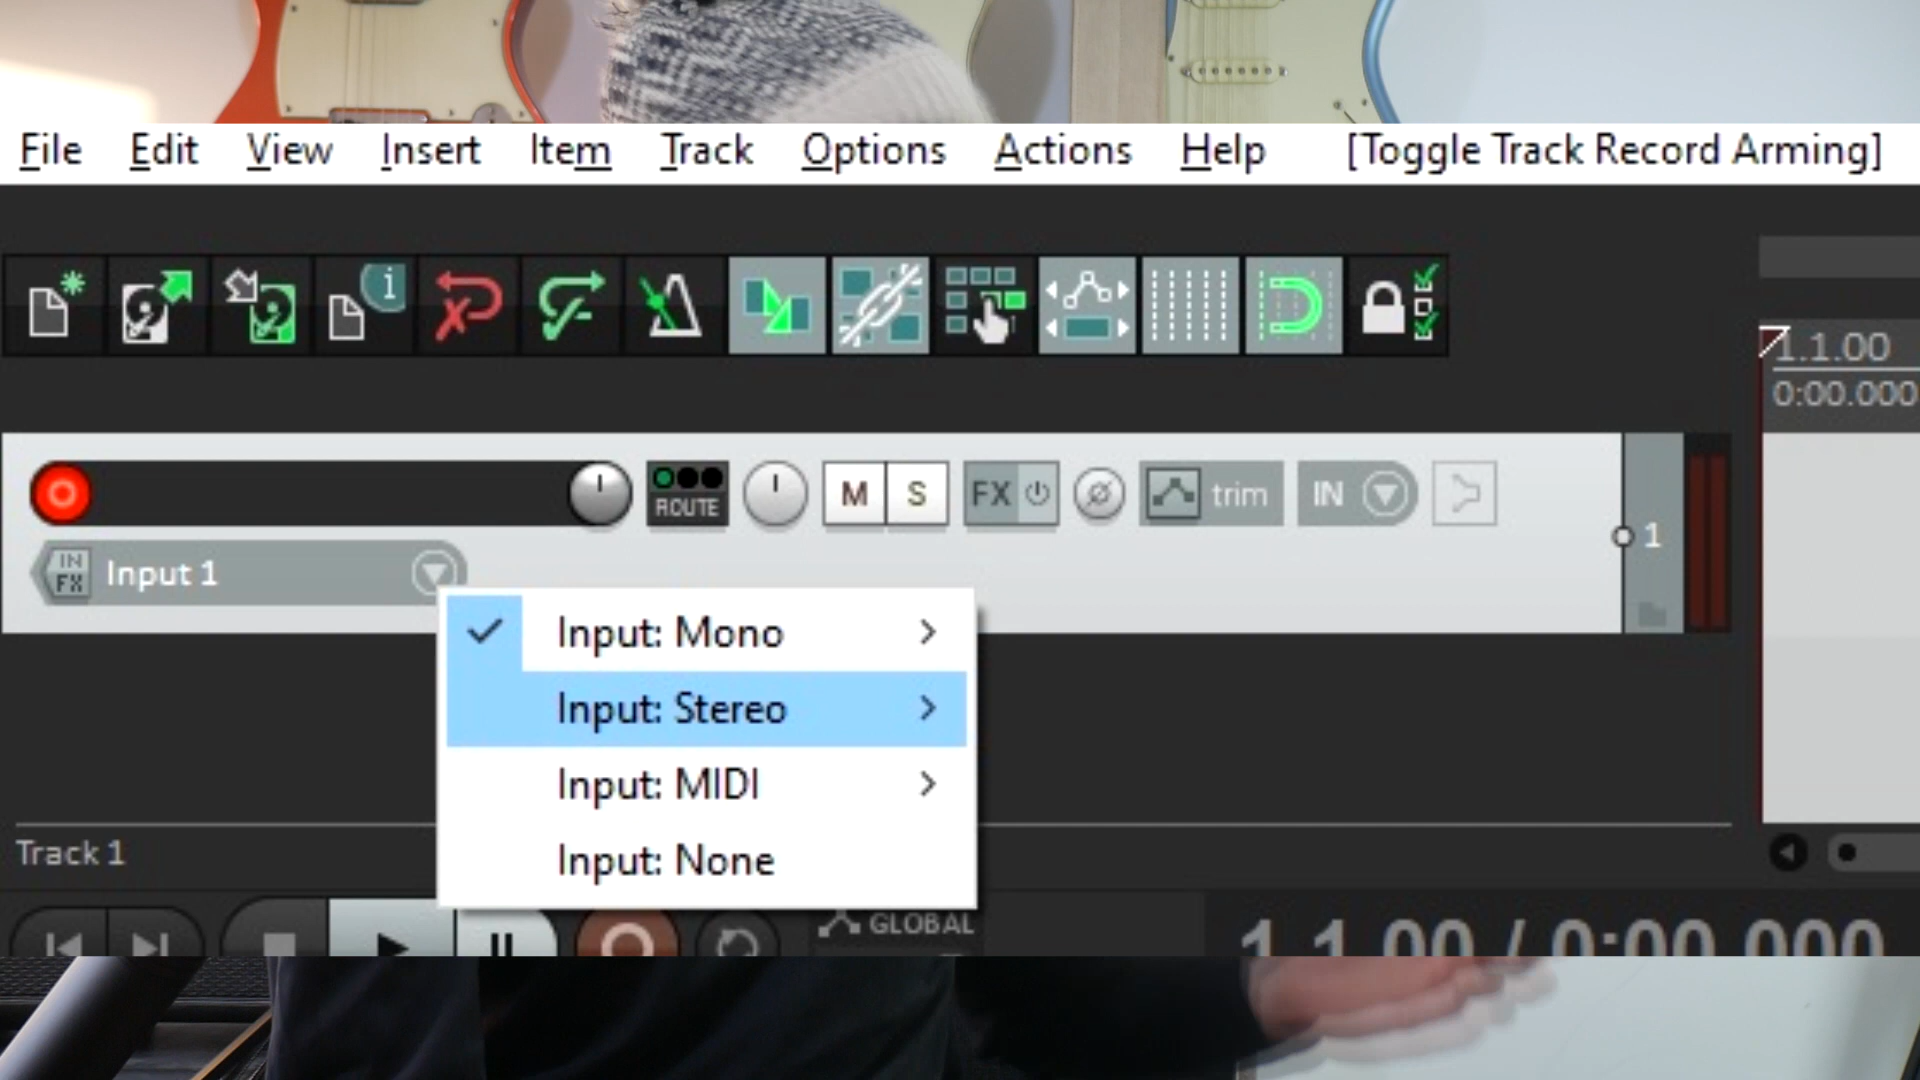 File Edit View Insert Item Track Options Actions Help [Toggle Track Record Arming]
i
1.1.00
0:00.000
ROUTE M S FX trim IN
1
IN FX Input 1
Input: Mono
Input: Stereo
Input: MIDI
Input: None
Track 1
GLOBAL
1.1.00 / 0:00.000